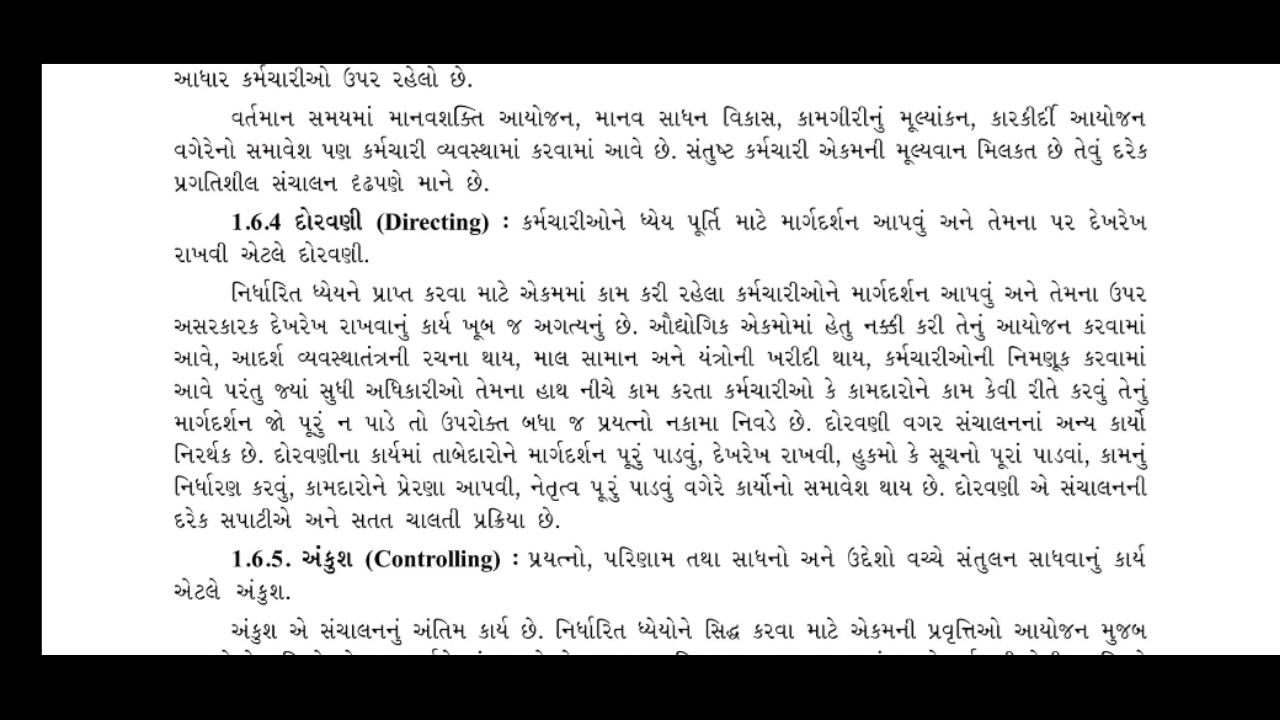 આધાર કર્મચારીઓ ઉપર રહેલો છે.
વર્તમાન સમયમાં માનવશક્તિ આયોજન, માનવ સાધન વિકાસ, કામગીરીનું મૂલ્યાંકન, કારકીર્દી આયોજન
વગેરેનો સમાવેશ પણ કર્મચારી વ્યવસ્થામાં કરવામાં આવે છે. સંતુષ્ટ કર્મચારી એકમની મૂલ્યવાન મિલકત છે તેવું દરેક
પ્રગતિશીલ સંચાલન દૃઢપણે માને છે.
1.6.4 દોરવણી (Directing) : કર્મચારીઓને ધ્યેય પૂર્તિ માટે માર્ગદર્શન આપવું અને તેમના પર દેખરેખ
રાખવી એટલે દોરવણી.
નિર્ધારિત ધ્યેયને પ્રાપ્ત કરવા માટે એકમમાં કામ કરી રહેલા કર્મચારીઓને માર્ગદર્શન આપવું અને તેમના ઉપર
અસરકારક દેખરેખ રાખવાનું કાર્ય ખૂબ જ અગત્યનું છે. ઔદ્યોગિક એકમોમાં હેતુ નક્કી કરી તેનું આયોજન કરવામાં
આવે, આદર્શ વ્યવસ્થાતંત્રની રચના થાય, માલ સામાન અને યંત્રોની ખરીદી થાય, કર્મચારીઓની નિમણૂક કરવામાં
આવે પરંતુ જ્યાં સુધી અધિકારીઓ તેમના હાથ નીચે કામ કરતા કર્મચારીઓ કે કામદારોને કામ કેવી રીતે કરવું તેનું
માર્ગદર્શન જો પૂરું ન પાડે તો ઉપરોક્ત બધા જ પ્રયત્નો નકામા નિવડે છે. દોરવણી વગર સંચાલનનાં અન્ય કાર્યો
નિરર્થક છે. દોરવણીના કાર્યમાં તાબેદારોને માર્ગદર્શન પૂરું પાડવું, દેખરેખ રાખવી, હુકમો કે સૂચનો પૂરાં પાડવાં, કામનું
નિર્ધારણ કરવું, કામદારોને પ્રેરણા આપવી, નેતૃત્વ પૂરું પાડવું વગેરે કાર્યોનો સમાવેશ થાય છે. દોરવણી એ સંચાલનની
દરેક સપાટીએ અને સતત ચાલતી પ્રક્રિયા છે.
1.6.5. અંકુશ (Controlling) : પ્રયત્નો, પરિણામ તથા સાધનો અને ઉદ્દેશો વચ્ચે સંતુલન સાધવાનું કાર્ય
એટલે અંકુશ.
અંકુશ એ સંચાલનનું અંતિમ કાર્ય છે. નિર્ધારિત ધ્યેયોને સિદ્ધ કરવા માટે એકમની પ્રવૃત્તિઓ આયોજન મુજબ